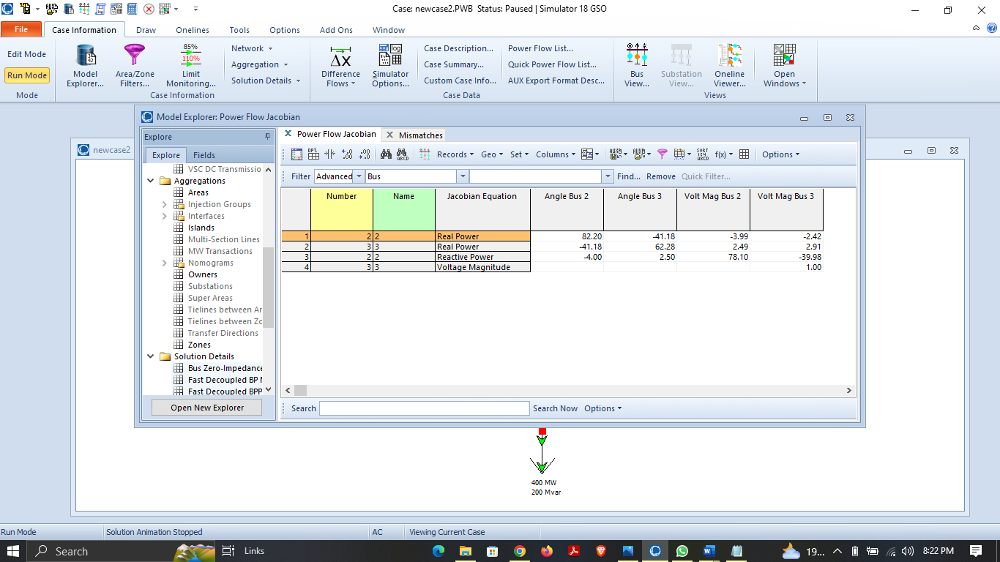 Case: newcase2.PWB Status: Paused | Simulator 18 GSO
File Case Information Draw Onelines Tools Options Add Ons Window
Edit Mode
Run Mode
Mode
Model Explorer...
Area/Zone Filters...
85%
110%
Limit Monitoring...
Network
Aggregation
Solution Details
Case Information
ΔX
Difference Flows
Simulator Options...
Case Description...
Case Summary...
Custom Case Info...
Power Flow List...
Quick Power Flow List...
AUX Export Format Desc...
Case Data
Bus View...
Substation View...
Oneline Viewer...
Open Windows
Views
newcase2
Model Explorer: Power Flow Jacobian
Explore
Explore Fields
VSC DC Transmissio
Aggregations
Areas
Injection Groups
Interfaces
Islands
Multi-Section Lines
MW Transactions
Nomograms
Owners
Substations
Super Areas
Tielines between Ar
Tielines between Zo
Transfer Directions
Zones
Solution Details
Bus Zero-Impedance
Fast Decoupled BP M
Fast Decoupled BPP
Open New Explorer
Power Flow Jacobian Mismatches
Records Geo Set Columns f(x) Options
Filter Advanced Bus Find... Remove Quick Filter...
Number Name Jacobian Equation Angle Bus 2 Angle Bus 3 Volt Mag Bus 2 Volt Mag Bus 3
1 2 2 Real Power 82.20 -41.18 -3.99 -2.42
2 3 3 Real Power -41.18 62.28 2.49 2.91
3 2 2 Reactive Power -4.00 2.50 78.10 -39.98
4 3 3 Voltage Magnitude 1.00
Search Search Now Options
400 MW
200 Mvar
Run Mode Solution Animation Stopped AC Viewing Current Case
Search Links 19... 8:22 PM